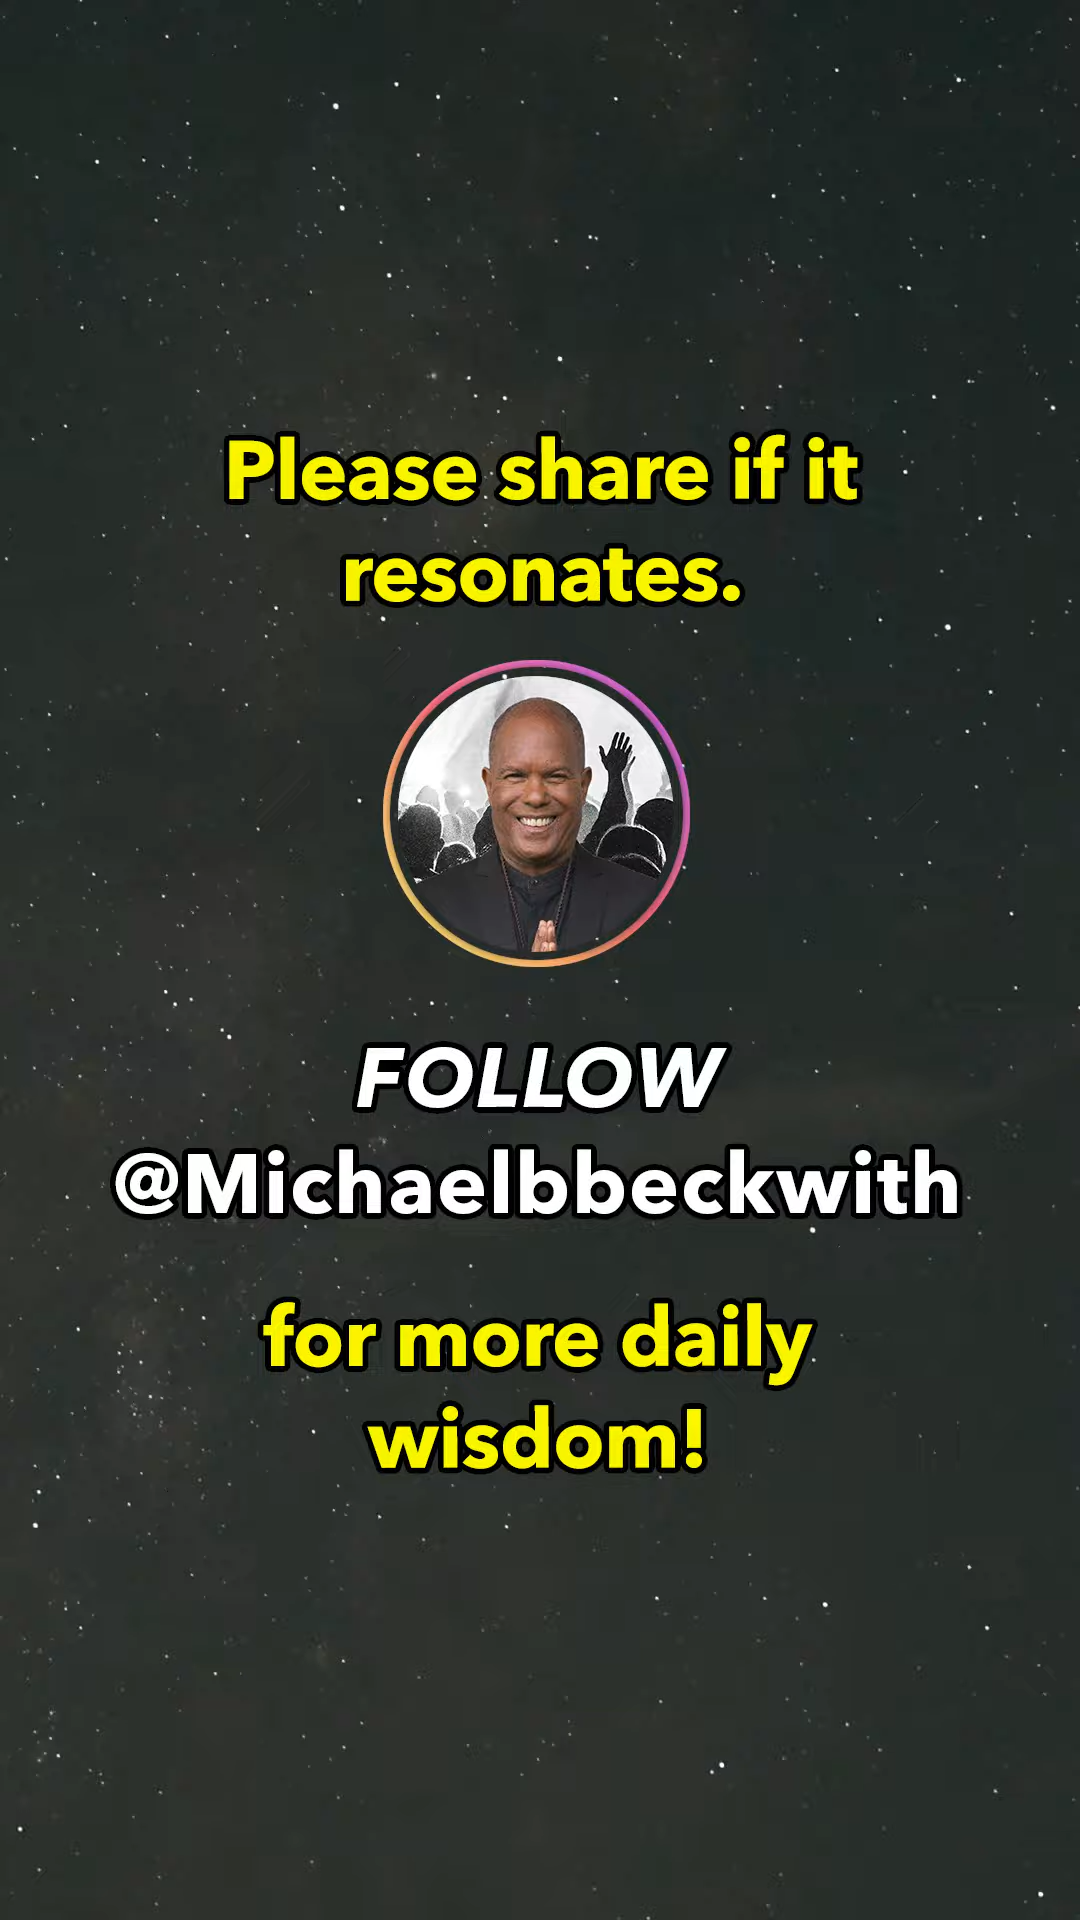 Please share if it
resonates.
FOLLOW
@Michaelbbeckwith
for more daily
wisdom!